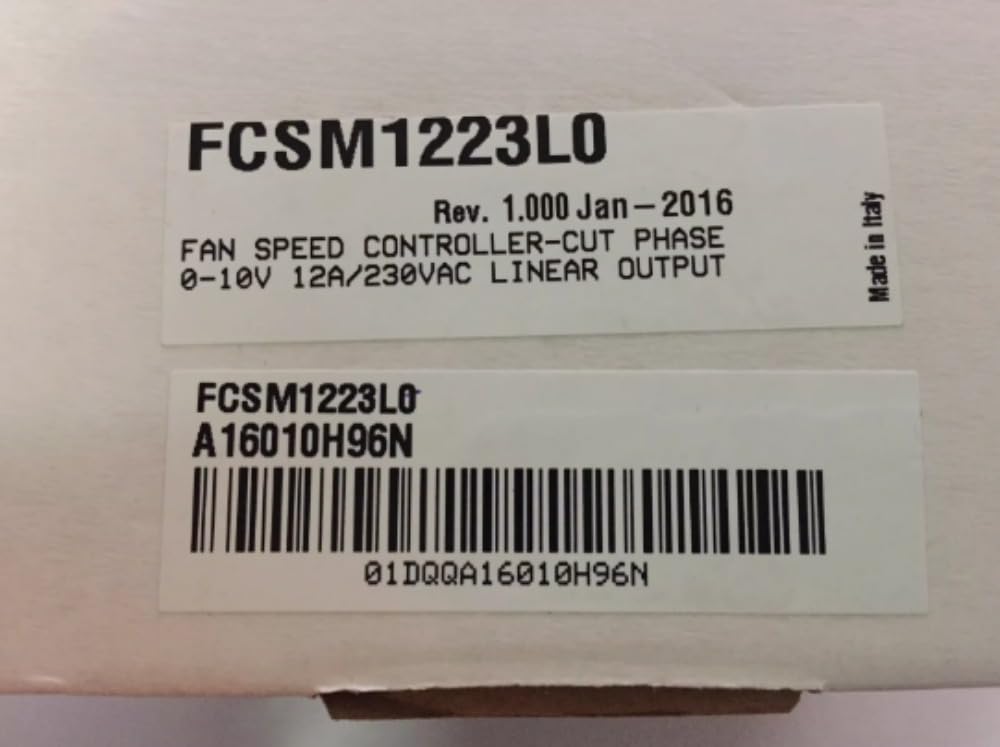 FCSM1223L0
Rev. 1.000 Jan-2016
FAN SPEED CONTROLLER-CUT PHASE
0-10V 12A/230VAC LINEAR OUTPUT
Made in Italy
FCSM1223L0
A16010H96N
01DQQA16010H96N